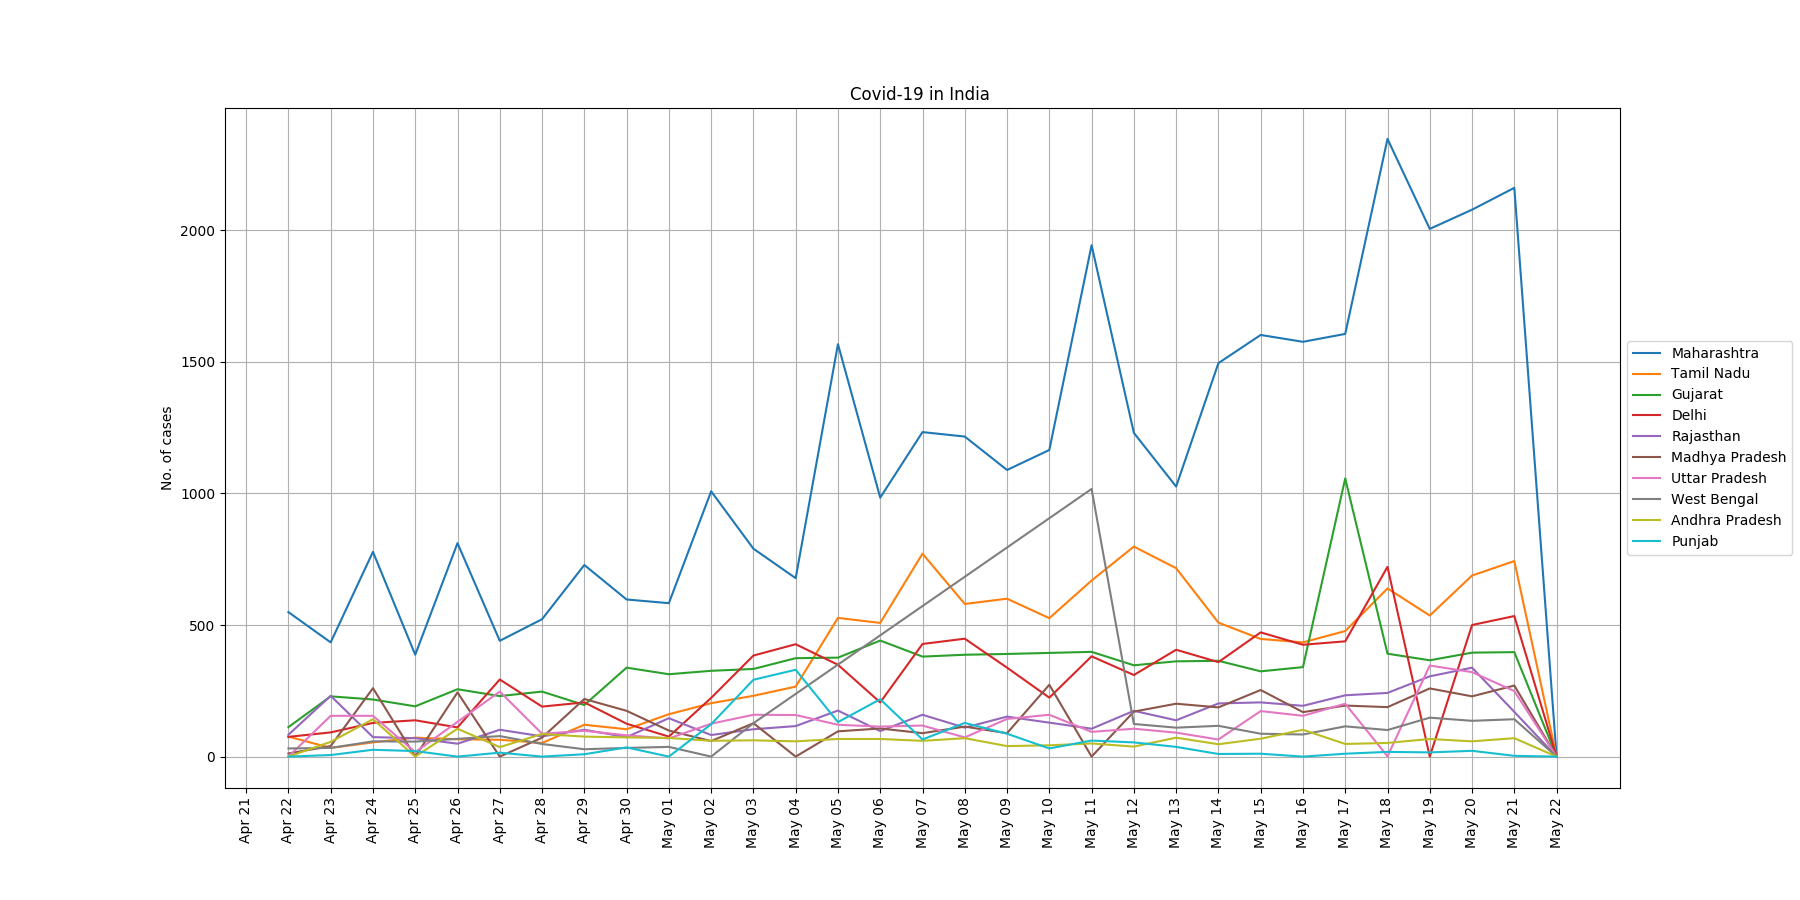 Covid-19 in India
No. of cases
2000
1500
1000
500
0
Apr 21
Apr 22
Apr 23
Apr 24
Apr 25
Apr 26
Apr 27
Apr 28
Apr 29
Apr 30
May 01
May 02
May 03
May 04
May 05
May 06
May 07
May 08
May 09
May 10
May 11
May 12
May 13
May 14
May 15
May 16
May 17
May 18
May 19
May 20
May 21
May 22
Maharashtra
Tamil Nadu
Gujarat
Delhi
Rajasthan
Madhya Pradesh
Uttar Pradesh
West Bengal
Andhra Pradesh
Punjab